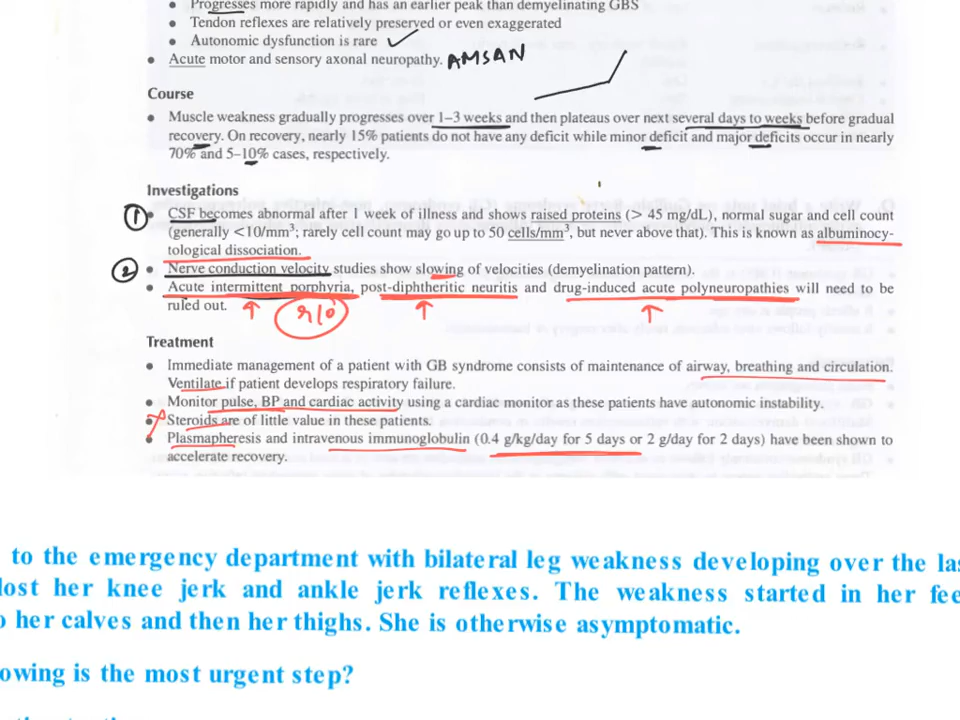 Progresses more rapidly and has an earlier peak than demyelinating GBS
• Tendon reflexes are relatively preserved or even exaggerated
• Autonomic dysfunction is rare
• Acute motor and sensory axonal neuropathy. AMSAN
Course
• Muscle weakness gradually progresses over 1–3 weeks and then plateaus over next several days to weeks before gradual
recovery. On recovery, nearly 15% patients do not have any deficit while minor deficit and major deficits occur in nearly
70% and 5–10% cases, respectively.
Investigations
① • CSF becomes abnormal after 1 week of illness and shows raised proteins (> 45 mg/dL), normal sugar and cell count
(generally <10/mm³; rarely cell count may go up to 50 cells/mm³, but never above that). This is known as albuminocy-
tological dissociation.
② • Nerve conduction velocity studies show slowing of velocities (demyelination pattern).
• Acute intermittent porphyria, post-diphtheritic neuritis and drug-induced acute polyneuropathies will need to be
ruled out. r/o
Treatment
• Immediate management of a patient with GB syndrome consists of maintenance of airway, breathing and circulation.
Ventilate if patient develops respiratory failure.
• Monitor pulse, BP and cardiac activity using a cardiac monitor as these patients have autonomic instability.
• Steroids are of little value in these patients.
• Plasmapheresis and intravenous immunoglobulin (0.4 g/kg/day for 5 days or 2 g/day for 2 days) have been shown to
accelerate recovery.
to the emergency department with bilateral leg weakness developing over the las
lost her knee jerk and ankle jerk reflexes. The weakness started in her fee
o her calves and then her thighs. She is otherwise asymptomatic.
owing is the most urgent step?